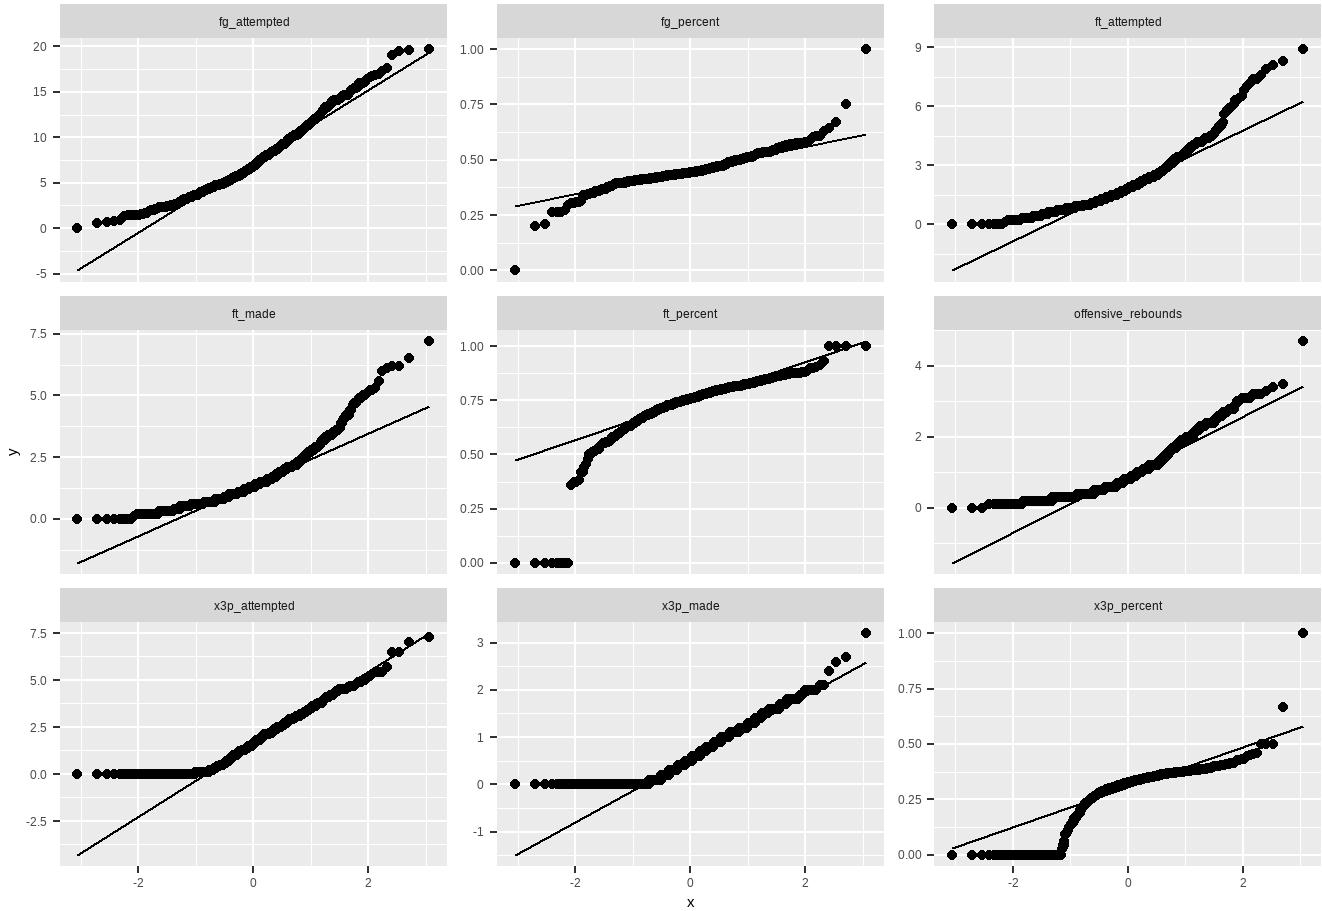 fg_attempted fg_percent ft_attempted
20 1.00 9
15 0.75 6
10 0.50 3
5 0.25 0
0 0.00
-5
ft_made ft_percent offensive_rebounds
7.5 1.00 4
5.0 0.75 2
2.5 0.50 0
0.0 0.25
0.00
y
x3p_attempted x3p_made x3p_percent
7.5 3 1.00
5.0 2 0.75
2.5 1 0.50
0.0 0 0.25
-2.5 -1 0.00
-2 0 2 -2 0 2 -2 0 2
x